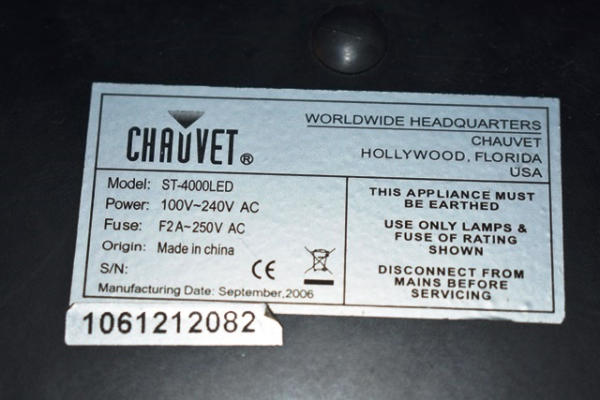 CHAUVET®
WORLDWIDE HEADQUARTERS
CHAUVET
HOLLYWOOD, FLORIDA
USA
Model: ST-4000LED
Power: 100V~240V AC
Fuse: F2A~250V AC
Origin: Made in china
S/N:
CE
Manufacturing Date: September,2006
1061212082
THIS APPLIANCE MUST
BE EARTHED
USE ONLY LAMPS &
FUSE OF RATING
SHOWN
DISCONNECT FROM
MAINS BEFORE
SERVICING